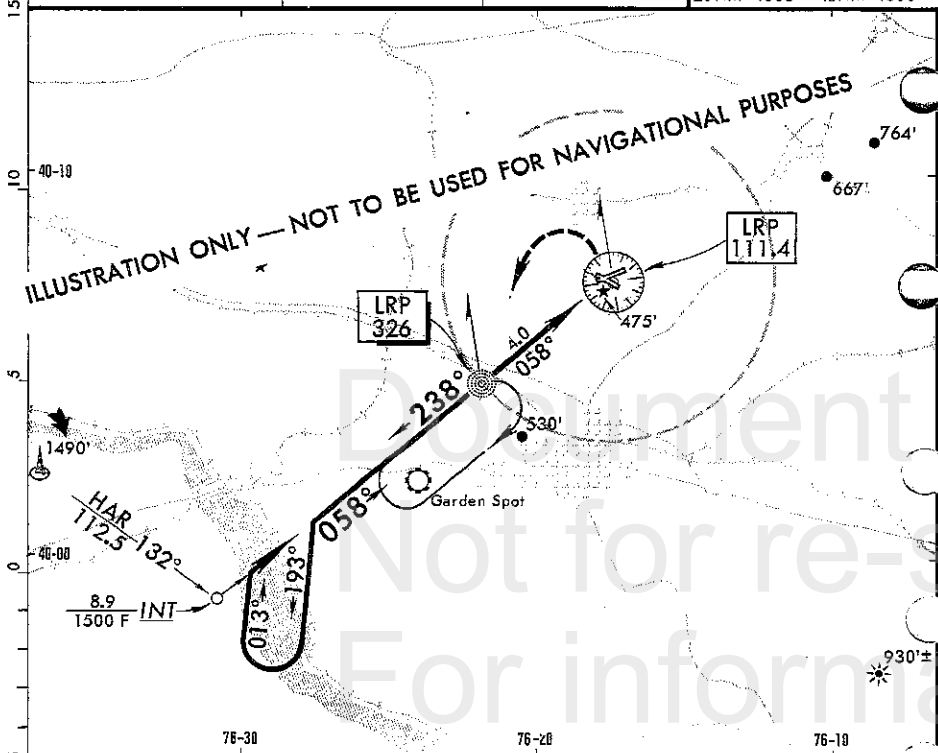 15
ILLUSTRATION ONLY — NOT TO BE USED FOR NAVIGATIONAL PURPOSES
764'
40-10
10
667'
LRP
111.4
LRP
326
475'
4.0
058°
5
238°
530'
1490'
Garden Spot
058°
HAR
112.5
132°
40-00
0
193°
8.9
1500 F INT
013°
930'±
76-30
76-20
76-10
Document
Not for re-s
For informa